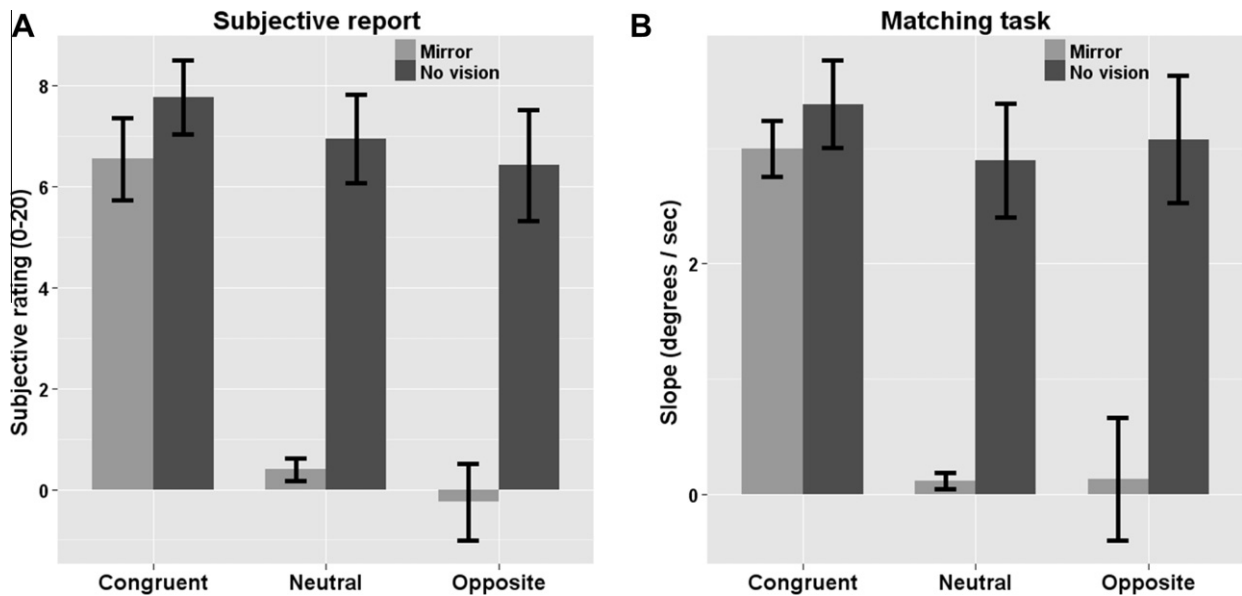 A
Subjective report
Mirror
No vision
8
6
4
2
0
Subjective rating (0-20)
Congruent
Neutral
Opposite
B
Matching task
Mirror
No vision
2
0
Slope (degrees / sec)
Congruent
Neutral
Opposite